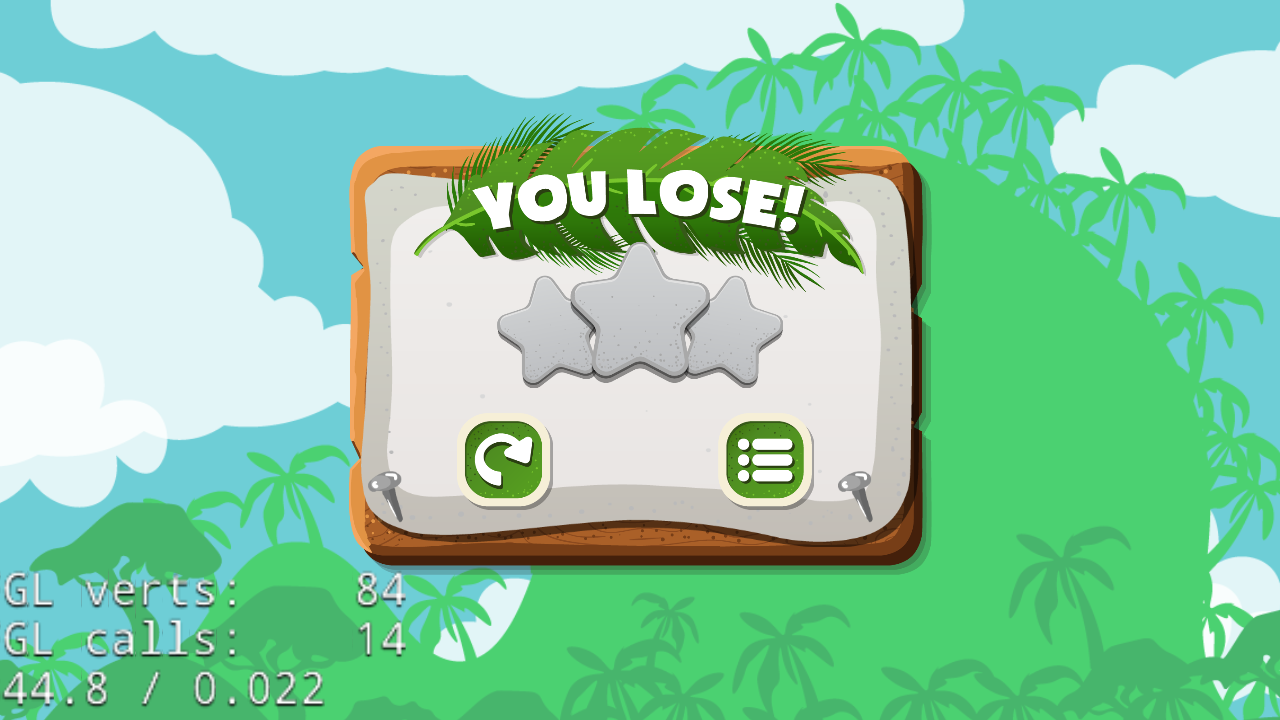 YOU LOSE!
GL verts: 84
GL calls: 14
44.8 / 0.022